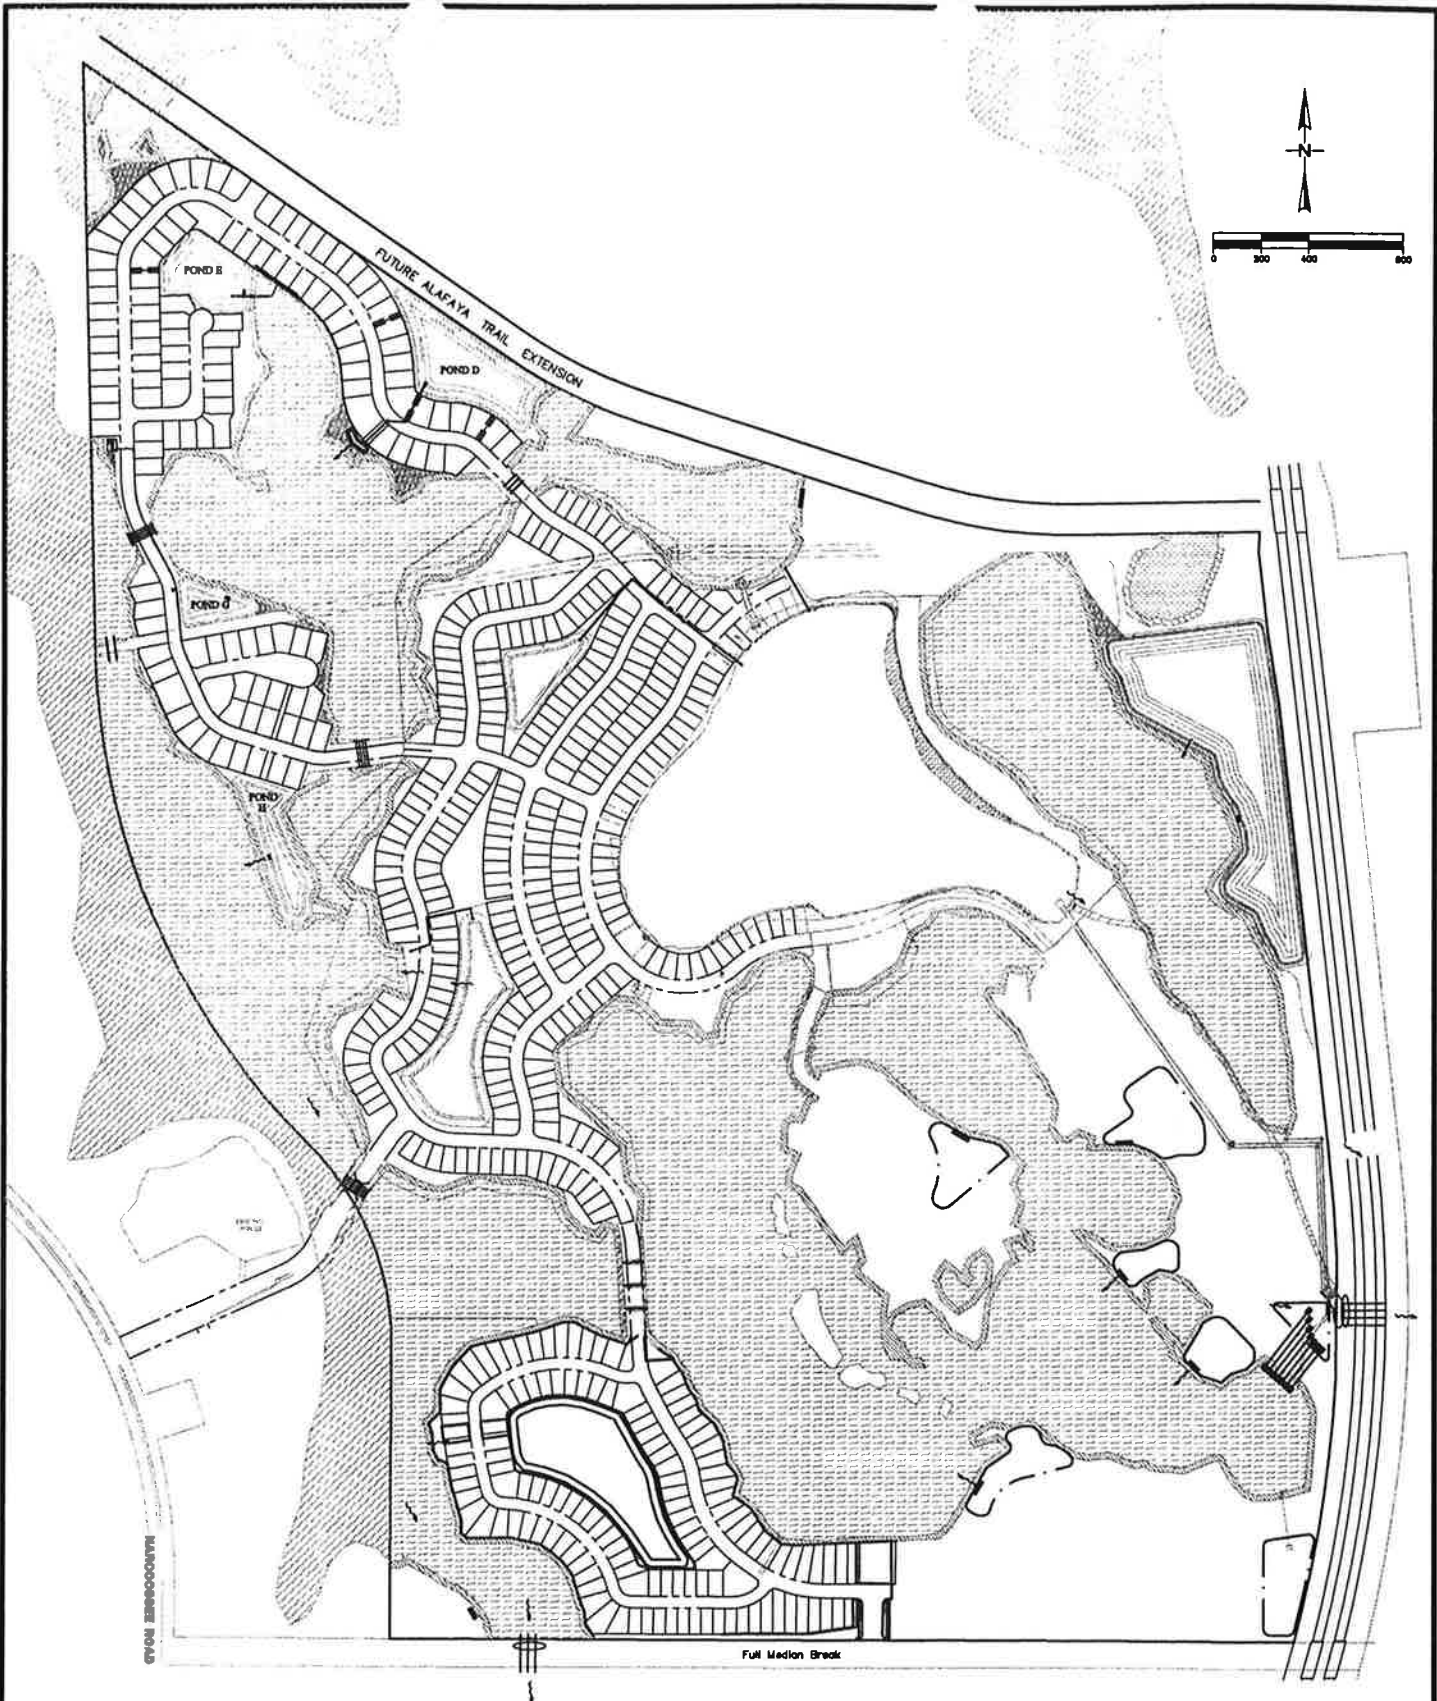 N
0 200 400 800
FUTURE ALAFAYA TRAIL EXTENSION
POND E
POND D
POND G
POND
H
NARCOOSSEE ROAD
Full Median Break